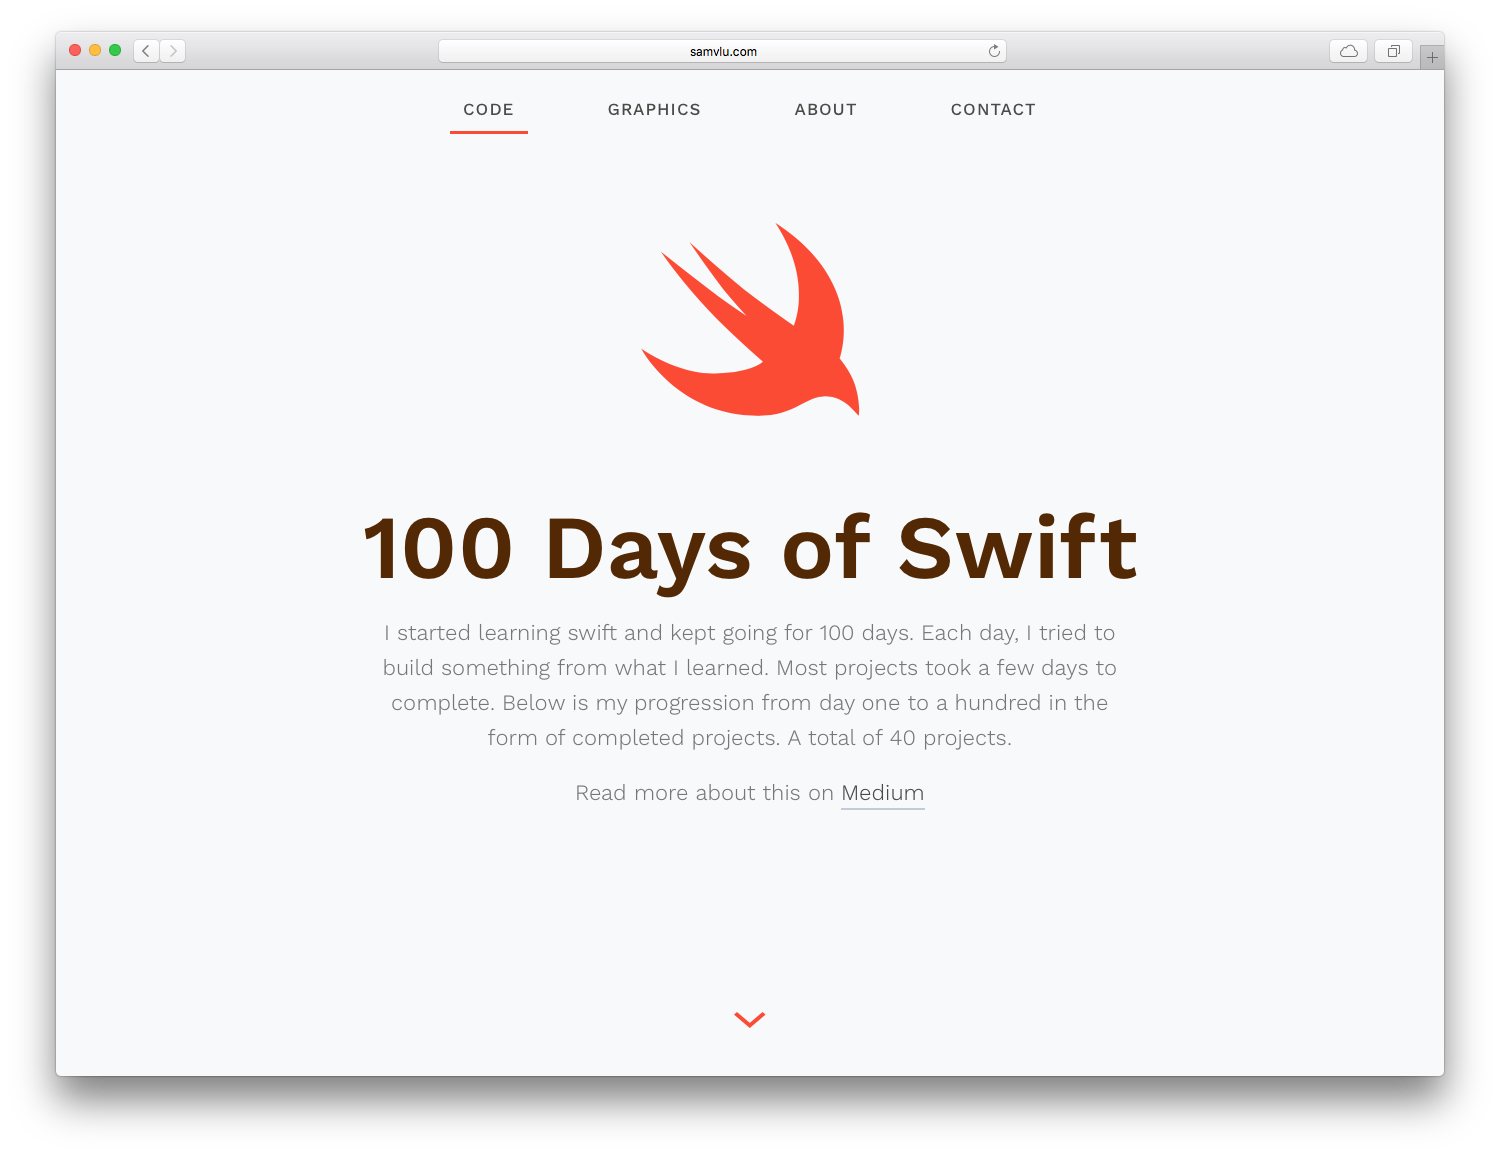 samvlu.com
CODE GRAPHICS ABOUT CONTACT
100 Days of Swift
I started learning swift and kept going for 100 days. Each day, I tried to
build something from what I learned. Most projects took a few days to
complete. Below is my progression from day one to a hundred in the
form of completed projects. A total of 40 projects.
Read more about this on Medium